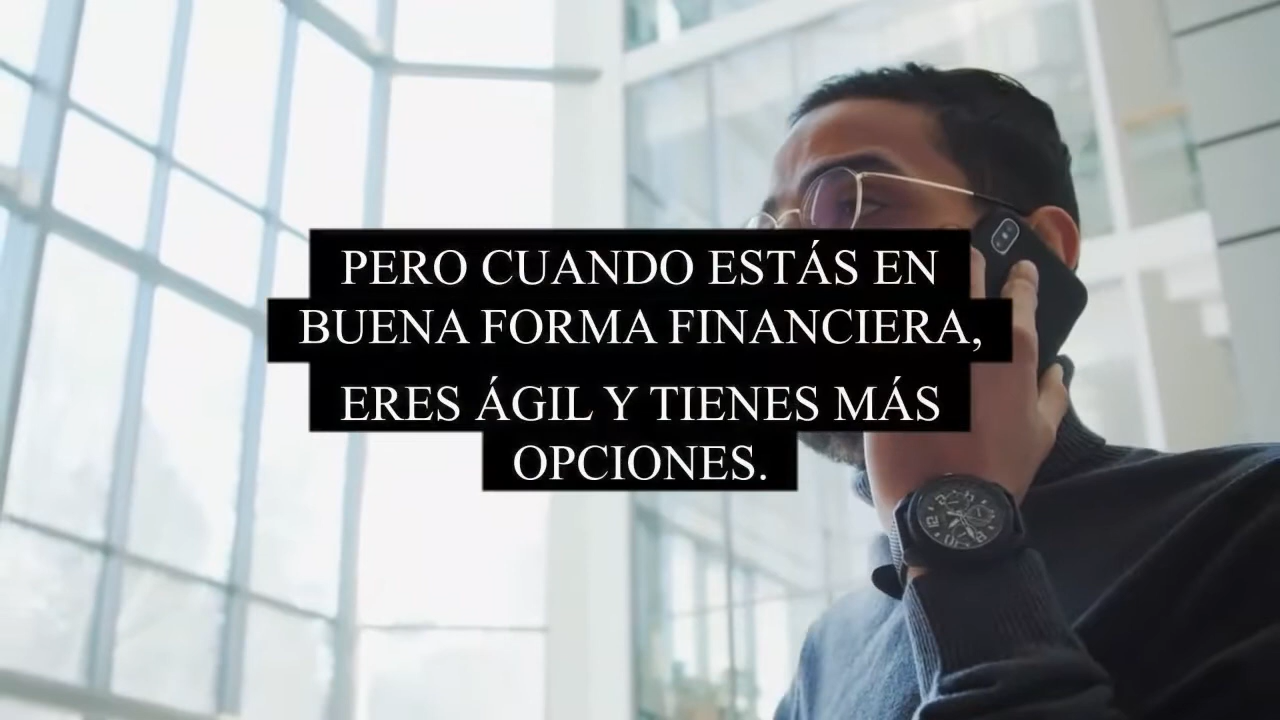 PERO CUANDO ESTÁS EN
BUENA FORMA FINANCIERA,
ERES ÁGIL Y TIENES MÁS
OPCIONES.